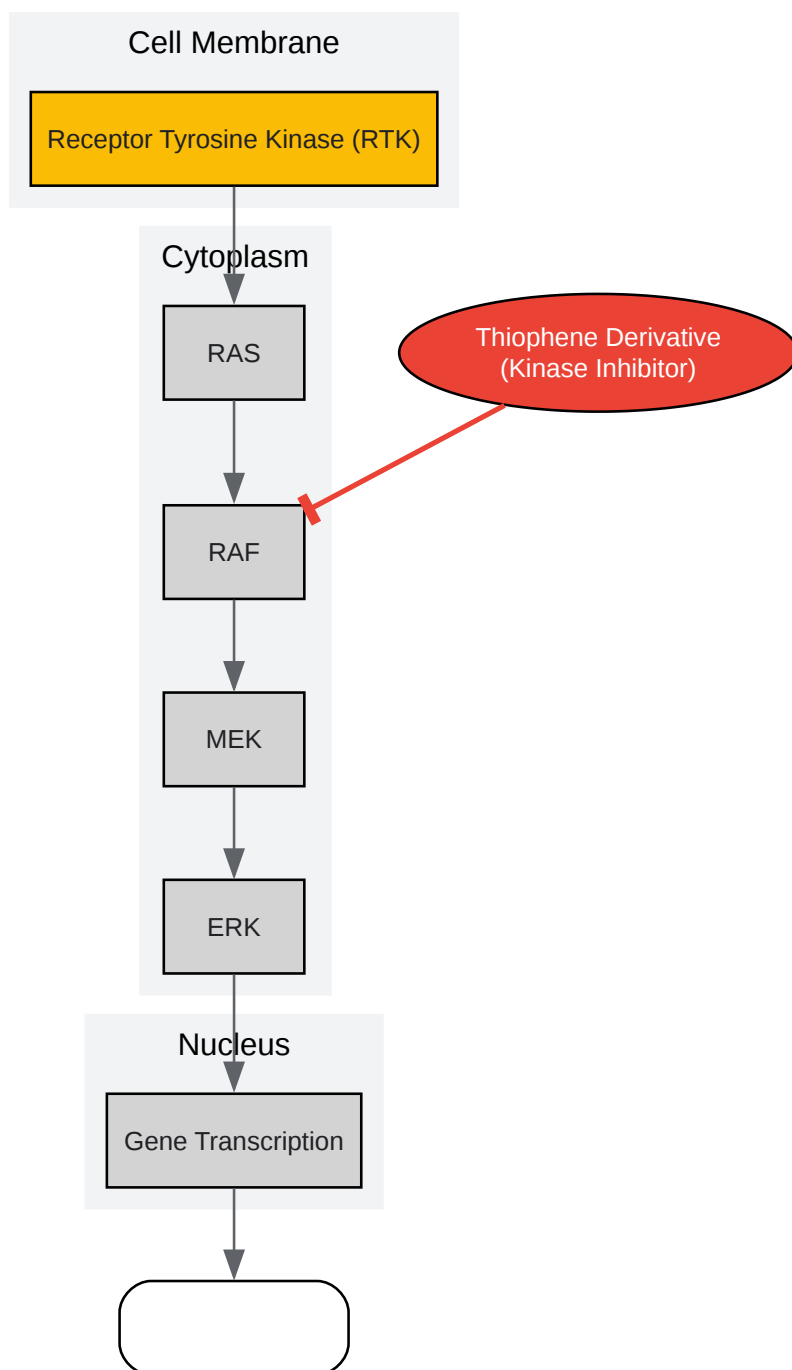 Cell Membrane
Receptor Tyrosine Kinase (RTK)
Cytoplasm
RAS
Thiophene Derivative
(Kinase Inhibitor)
RAF
MEK
ERK
Nucleus
Gene Transcription